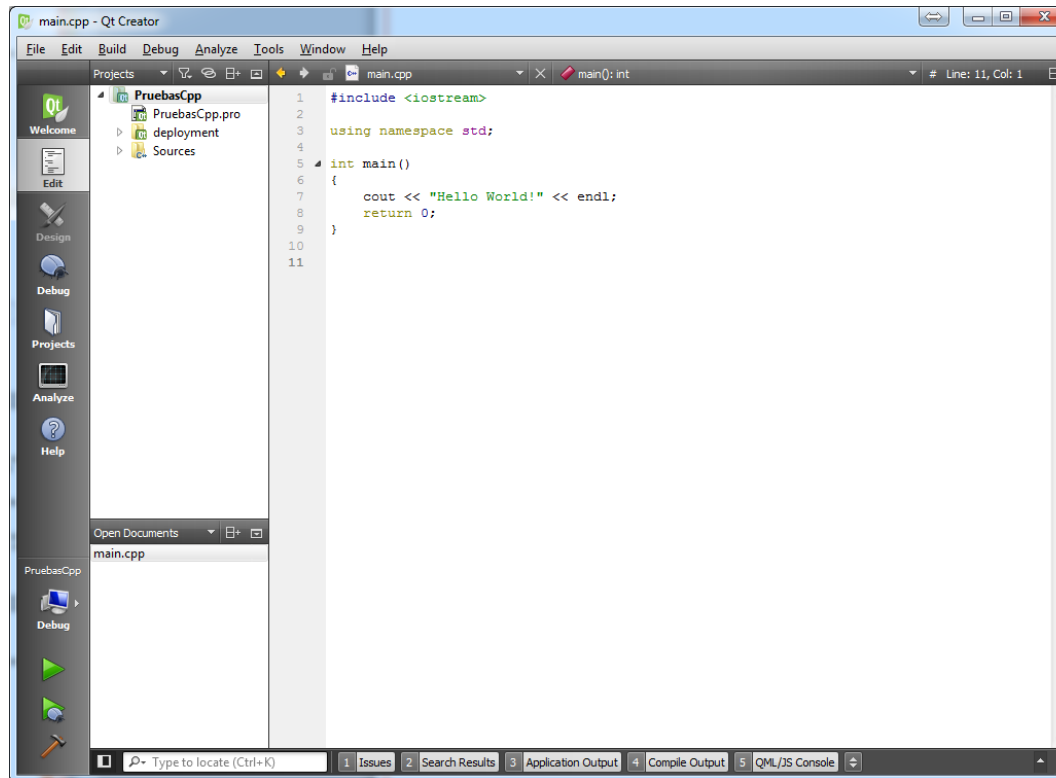 main.cpp - Qt Creator
File Edit Build Debug Analyze Tools Window Help
Projects main.cpp main(): int # Line: 11, Col: 1
Qt
Welcome
Edit
Design
Debug
Projects
Analyze
Help
PruebasCpp
PruebasCpp.pro
deployment
Sources
1 #include <iostream>
2
3 using namespace std;
4
5 int main()
6 {
7 cout << "Hello World!" << endl;
8 return 0;
9 }
10
11
Open Documents
main.cpp
PruebasCpp
Debug
Type to locate (Ctrl+K) 1 Issues 2 Search Results 3 Application Output 4 Compile Output 5 QML/JS Console